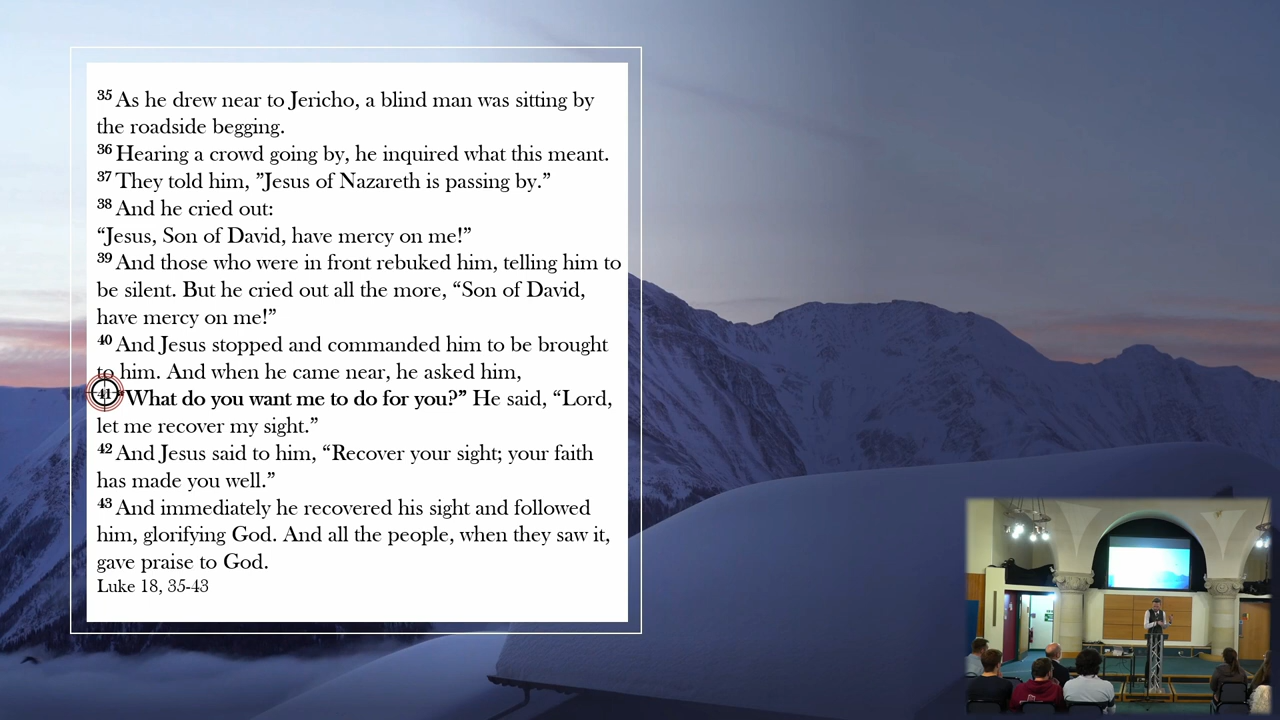 35 As he drew near to Jericho, a blind man was sitting by
the roadside begging.
36 Hearing a crowd going by, he inquired what this meant.
37 They told him, ”Jesus of Nazareth is passing by.”
38 And he cried out:
“Jesus, Son of David, have mercy on me!”
39 And those who were in front rebuked him, telling him to
be silent. But he cried out all the more, “Son of David,
have mercy on me!”
40 And Jesus stopped and commanded him to be brought
to him. And when he came near, he asked him,
41 “What do you want me to do for you?” He said, “Lord,
let me recover my sight.”
42 And Jesus said to him, “Recover your sight; your faith
has made you well.”
43 And immediately he recovered his sight and followed
him, glorifying God. And all the people, when they saw it,
gave praise to God.
Luke 18, 35-43